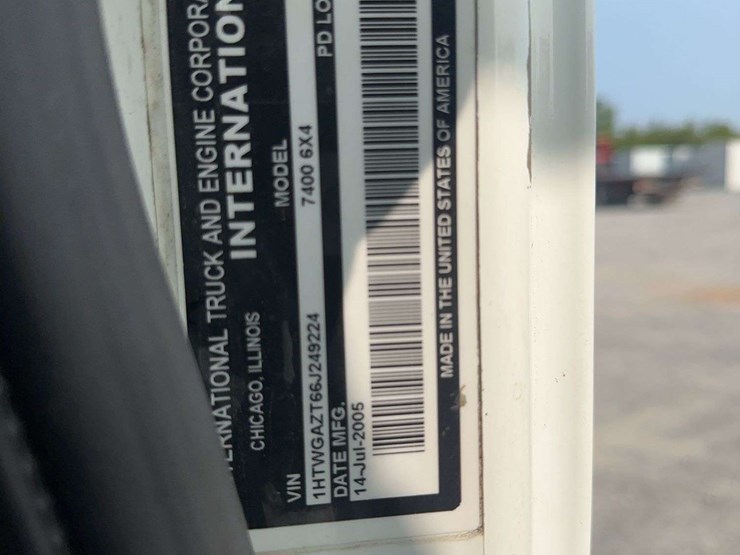 INTERNATIONAL TRUCK AND ENGINE
INTERNATIONAL
CHICAGO, ILLINOIS
MODEL
7400 6X4
VIN
1HTWGAZT66J249224
DATE MFG.
14-Jul-2005
MADE IN THE UNITED STATES OF AMERICA